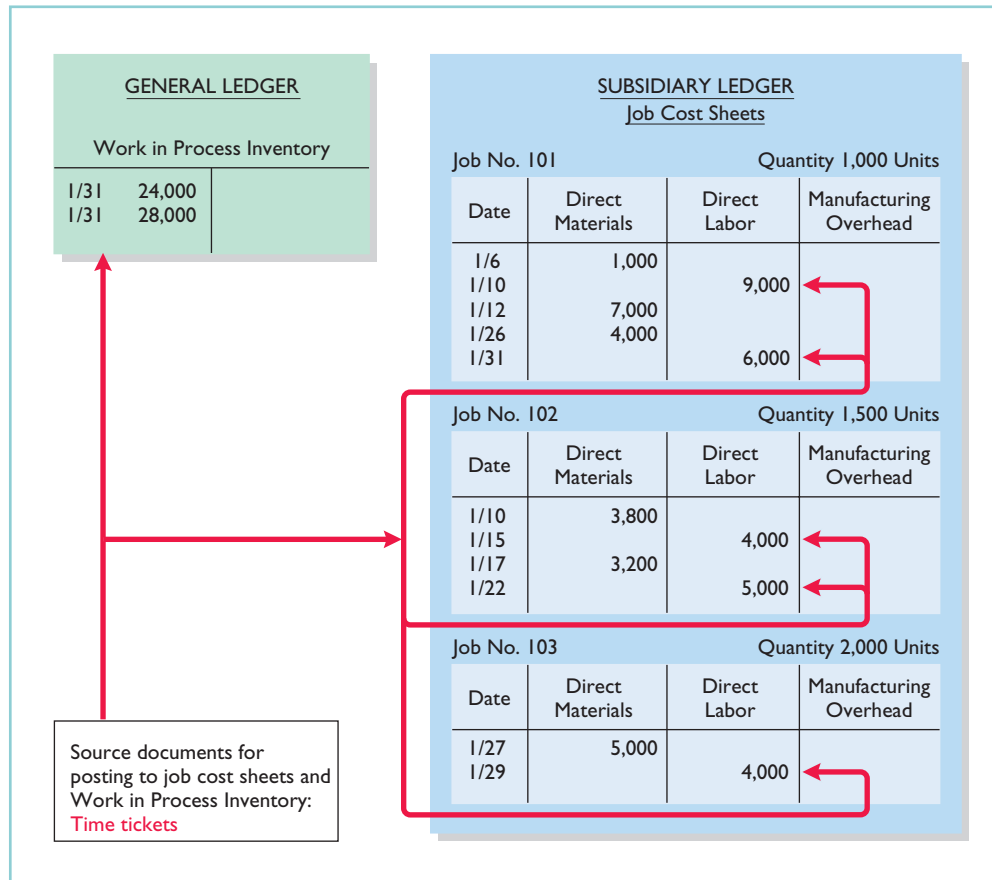 GENERAL LEDGER
Work in Process Inventory
1/31 24,000
1/31 28,000
SUBSIDIARY LEDGER
Job Cost Sheets
Job No. 101 Quantity 1,000 Units
Date Direct Materials Direct Labor Manufacturing Overhead
1/6 1,000
1/10 9,000
1/12 7,000
1/26 4,000
1/31 6,000
Job No. 102 Quantity 1,500 Units
Date Direct Materials Direct Labor Manufacturing Overhead
1/10 3,800
1/15 4,000
1/17 3,200
1/22 5,000
Job No. 103 Quantity 2,000 Units
Date Direct Materials Direct Labor Manufacturing Overhead
1/27 5,000
1/29 4,000
Source documents for
posting to job cost sheets and
Work in Process Inventory:
Time tickets